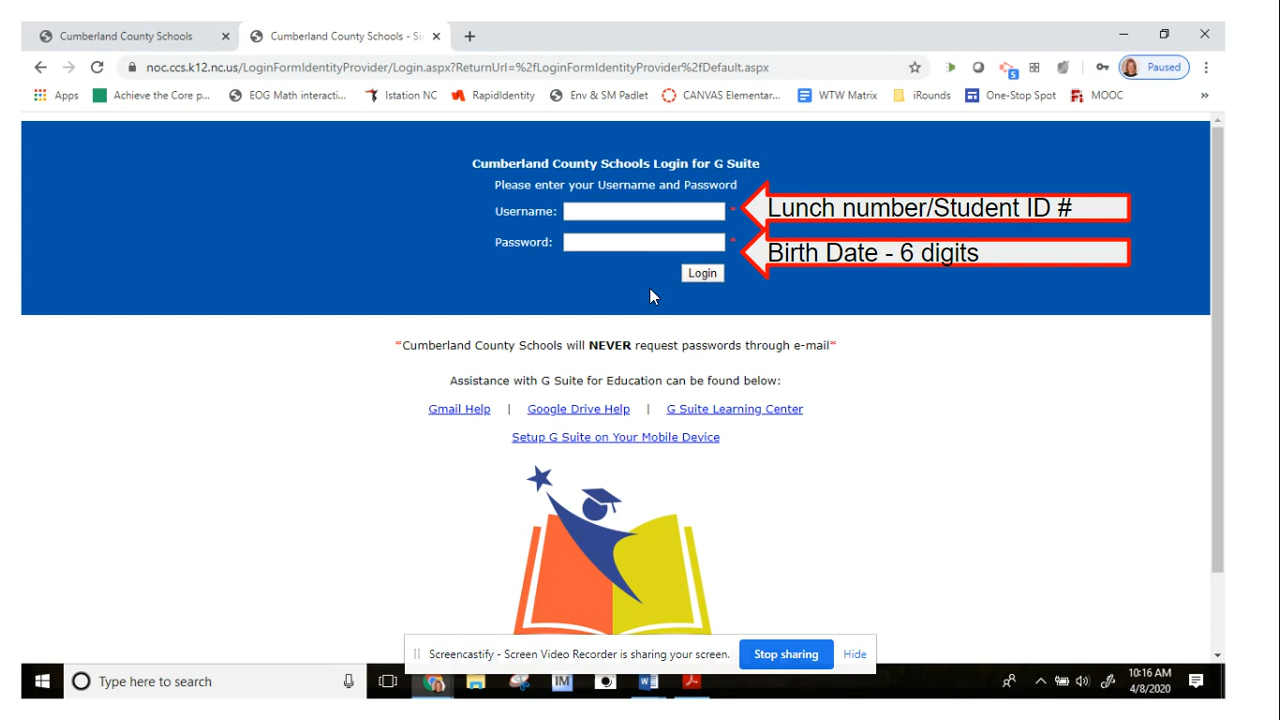 Cumberland County Schools
Cumberland County Schools - Si
noc.ccs.k12.nc.us/LoginFormIdentityProvider/Login.aspx?ReturnUrl=%2fLoginFormIdentityProvider%2fDefault.aspx
5
Paused
Apps Achieve the Core p... EOG Math interacti... Istation NC RapidIdentity Env & SM Padlet CANVAS Elementar... WTW Matrix iRounds One-Stop Spot MOOC »
Cumberland County Schools Login for G Suite
Please enter your Username and Password
Username: * Lunch number/Student ID #
Password: * Birth Date - 6 digits
Login
*Cumberland County Schools will NEVER request passwords through e-mail*
Assistance with G Suite for Education can be found below:
Gmail Help | Google Drive Help | G Suite Learning Center
Setup G Suite on Your Mobile Device
Screencastify - Screen Video Recorder is sharing your screen. Stop sharing Hide
Type here to search
IM
10:16 AM
4/8/2020